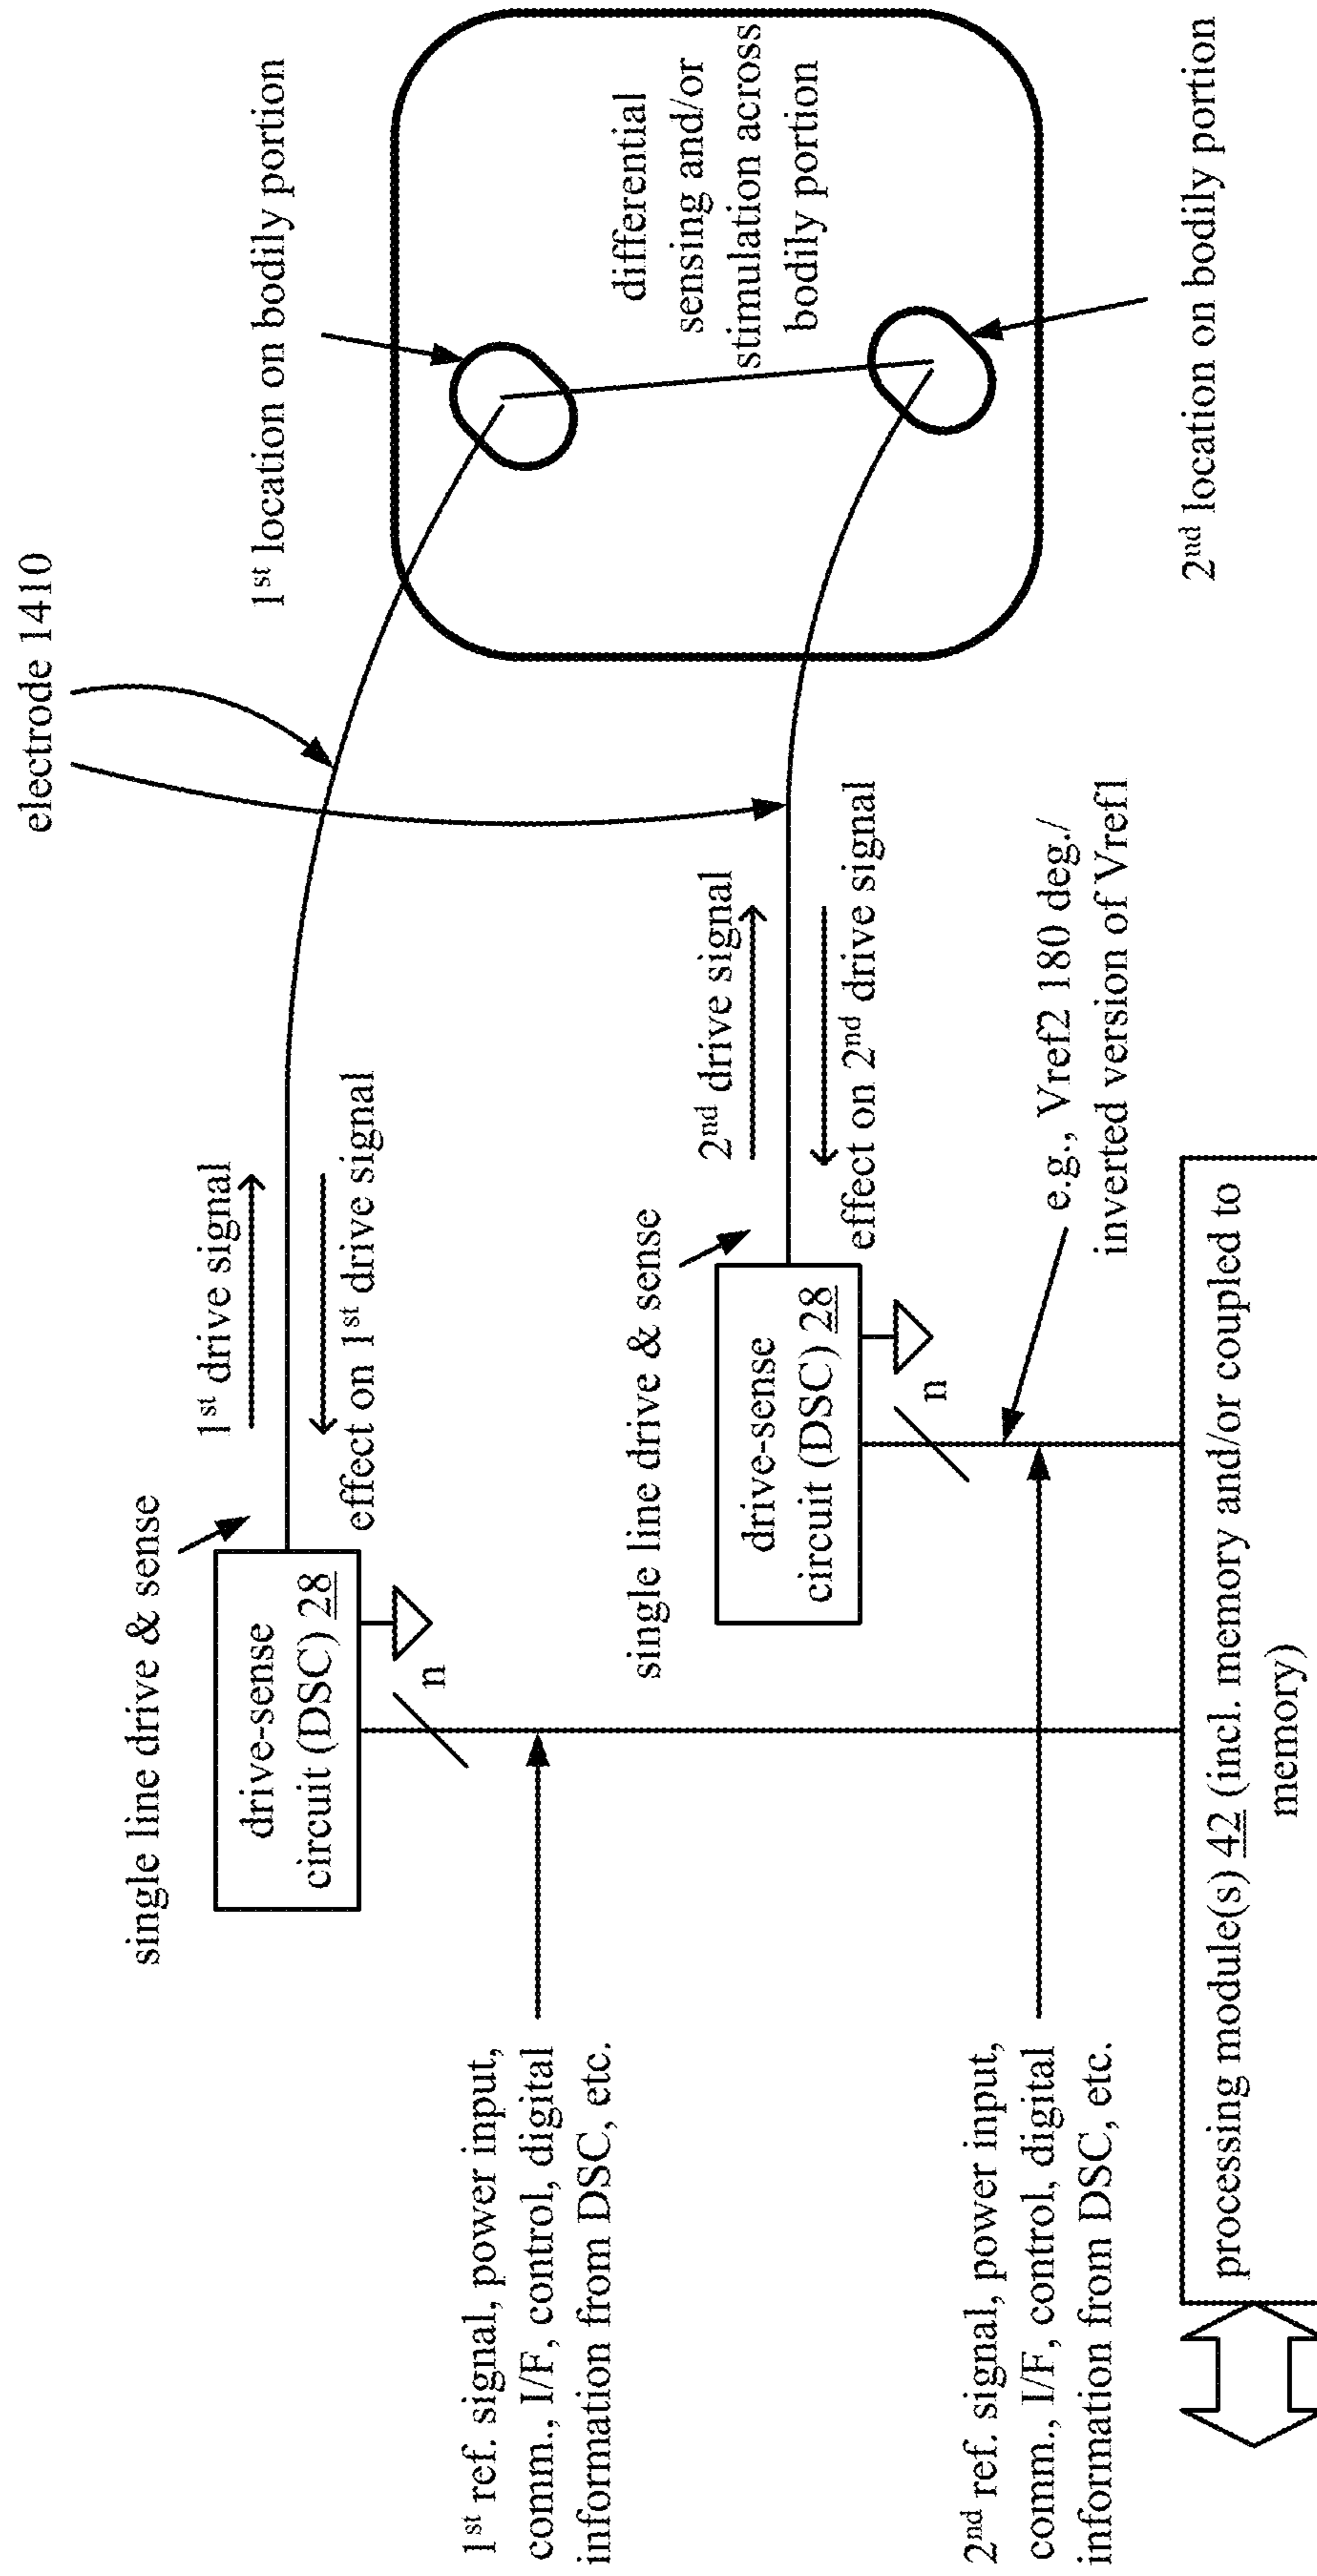 electrode 1410
1st location on bodily portion
single line drive & sense
1st drive signal
drive-sense
circuit (DSC) 28
effect on 1st drive signal
n
differential
sensing and/or
stimulation across
bodily portion
1st ref. signal, power input,
comm., I/F, control, digital
information from DSC, etc.
single line drive & sense
2nd drive signal
drive-sense
circuit (DSC) 28
effect on 2nd drive signal
n
2nd ref. signal, power input,
comm., I/F, control, digital
information from DSC, etc.
e.g., Vref2 180 deg./
inverted version of Vref1
2nd location on bodily portion
processing module(s) 42 (incl. memory and/or coupled to
memory)